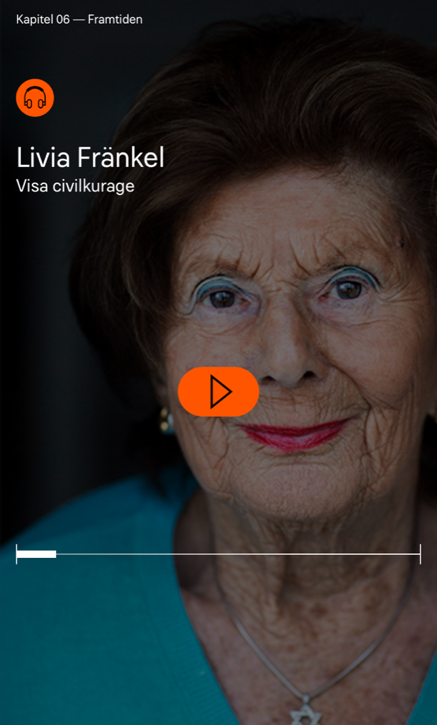 Kapitel 06 — Framtiden
Livia Fränkel
Visa civilkurage